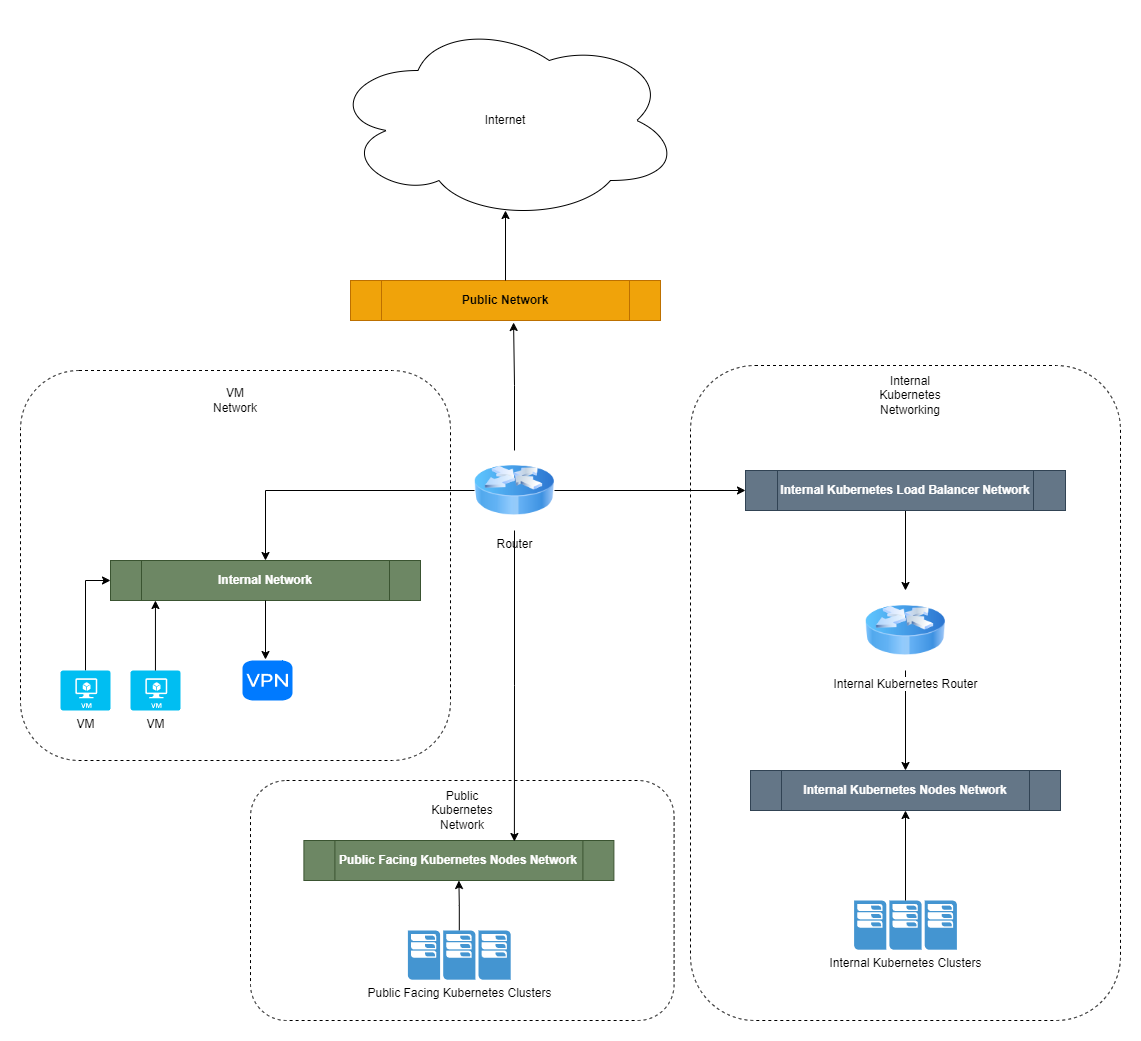 Internet
Public Network
VM
Network
Internal
Kubernetes
Networking
Router
Internal Kubernetes Load Balancer Network
Internal Network
VM
VM
VPN
VM
VM
Internal Kubernetes Router
Public
Kubernetes
Network
Internal Kubernetes Nodes Network
Public Facing Kubernetes Nodes Network
Public Facing Kubernetes Clusters
Internal Kubernetes Clusters